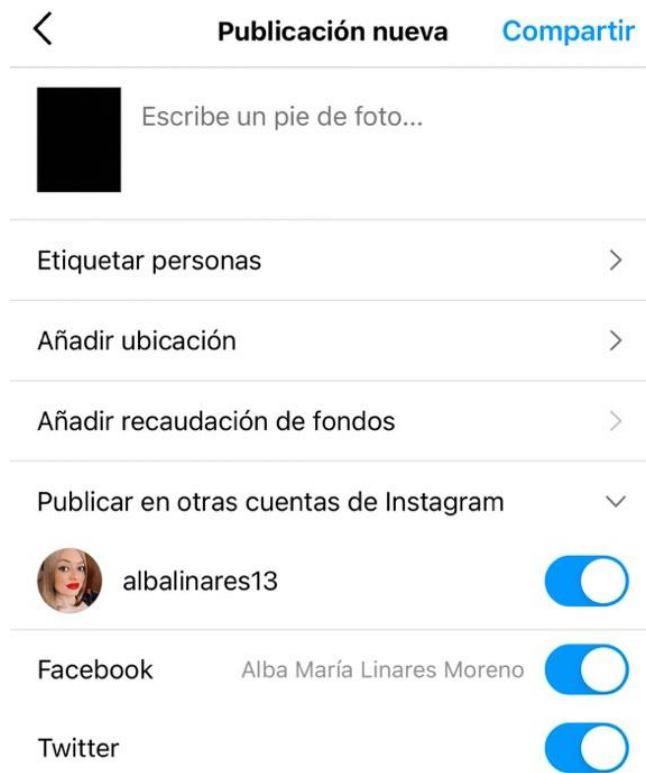 Publicación nueva Compartir
Escribe un pie de foto...
Etiquetar personas
Añadir ubicación
Añadir recaudación de fondos
Publicar en otras cuentas de Instagram
albalinares13
Facebook Alba María Linares Moreno
Twitter